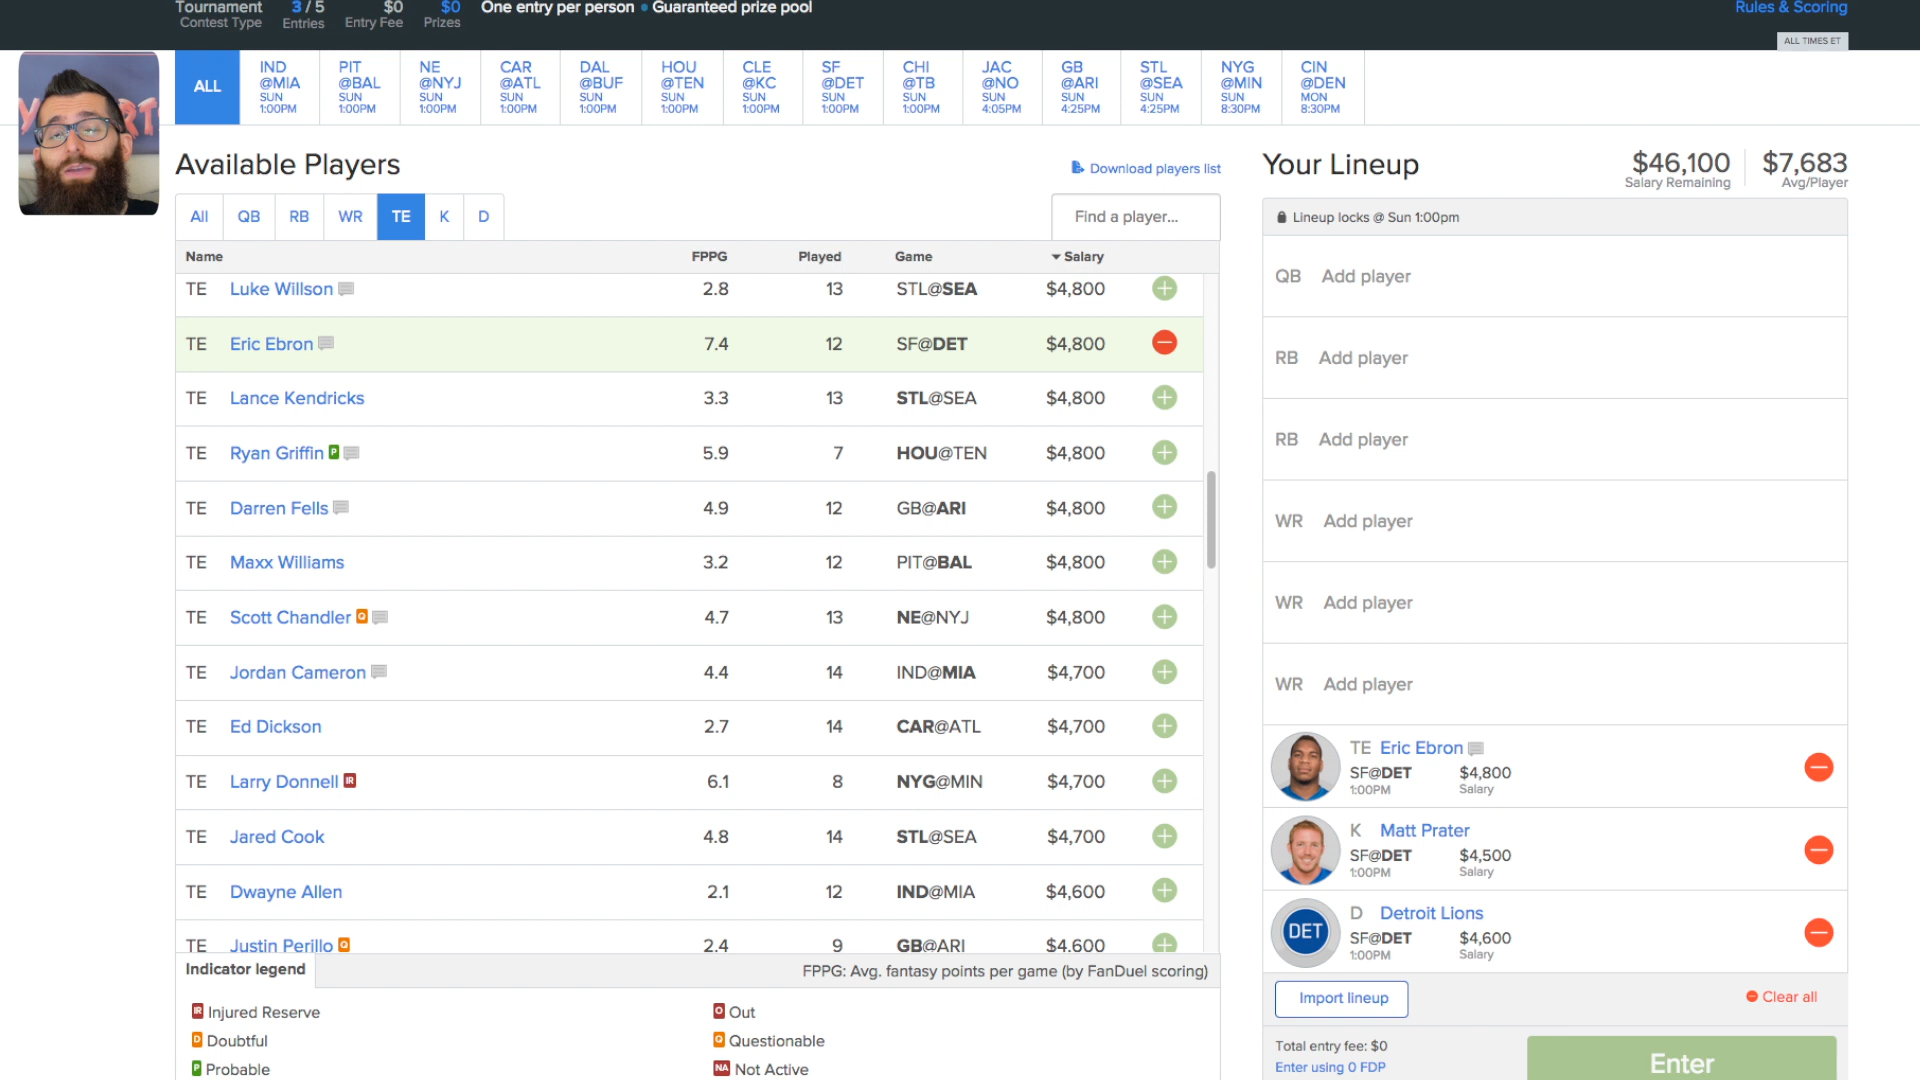 Tournament
Contest Type
3 / 5
Entries
$0
Entry Fee
$0
Prizes
One entry per person • Guaranteed prize pool
Rules & Scoring
ALL TIMES ET
ALL
IND
@MIA
SUN
1:00PM
PIT
@BAL
SUN
1:00PM
NE
@NYJ
SUN
1:00PM
CAR
@ATL
SUN
1:00PM
DAL
@BUF
SUN
1:00PM
HOU
@TEN
SUN
1:00PM
CLE
@KC
SUN
1:00PM
SF
@DET
SUN
1:00PM
CHI
@TB
SUN
1:00PM
JAC
@NO
SUN
4:05PM
GB
@ARI
SUN
4:25PM
STL
@SEA
SUN
4:25PM
NYG
@MIN
SUN
8:30PM
CIN
@DEN
MON
8:30PM
Available Players
Download players list
All QB RB WR TE K D
Find a player...
Name FPPG Played Game Salary
TE Luke Willson 2.8 13 STL@SEA $4,800
TE Eric Ebron 7.4 12 SF@DET $4,800
TE Lance Kendricks 3.3 13 STL@SEA $4,800
TE Ryan Griffin P 5.9 7 HOU@TEN $4,800
TE Darren Fells 4.9 12 GB@ARI $4,800
TE Maxx Williams 3.2 12 PIT@BAL $4,800
TE Scott Chandler Q 4.7 13 NE@NYJ $4,800
TE Jordan Cameron 4.4 14 IND@MIA $4,700
TE Ed Dickson 2.7 14 CAR@ATL $4,700
TE Larry Donnell IR 6.1 8 NYG@MIN $4,700
TE Jared Cook 4.8 14 STL@SEA $4,700
TE Dwayne Allen 2.1 12 IND@MIA $4,600
TE Justin Perillo Q 2.4 9 GB@ARI $4,600
Indicator legend
FPPG: Avg. fantasy points per game (by FanDuel scoring)
IR Injured Reserve
O Out
D Doubtful
Q Questionable
P Probable
NA Not Active
Your Lineup
$46,100
Salary Remaining
$7,683
Avg/Player
Lineup locks @ Sun 1:00pm
QB Add player
RB Add player
RB Add player
WR Add player
WR Add player
WR Add player
TE Eric Ebron
SF@DET $4,800
1:00PM Salary
K Matt Prater
SF@DET $4,500
1:00PM Salary
DET
D Detroit Lions
SF@DET $4,600
1:00PM Salary
Import lineup
Clear all
Total entry fee: $0
Enter using 0 FDP
Enter